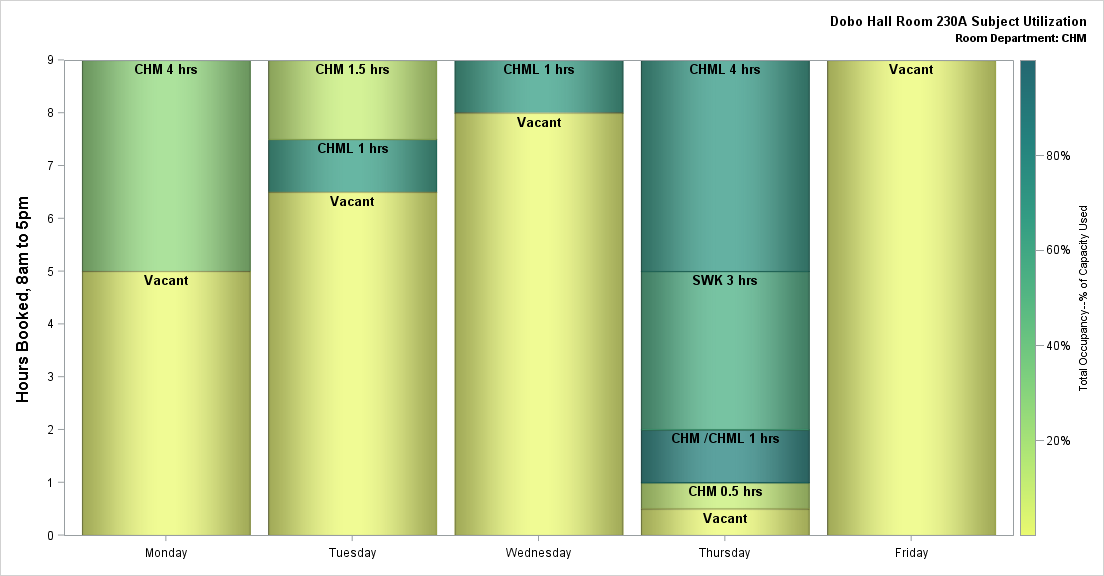 Dobo Hall Room 230A Subject Utilization
Room Department: CHM
Hours Booked, 8am to 5pm
9
8
7
6
5
4
3
2
1
0
CHM 4 hrs
Vacant
CHM 1.5 hrs
CHML 1 hrs
Vacant
CHML 1 hrs
Vacant
CHML 4 hrs
SWK 3 hrs
CHM /CHML 1 hrs
CHM 0.5 hrs
Vacant
Vacant
Monday
Tuesday
Wednesday
Thursday
Friday
80%
60%
40%
20%
Total Occupancy--% of Capacity Used